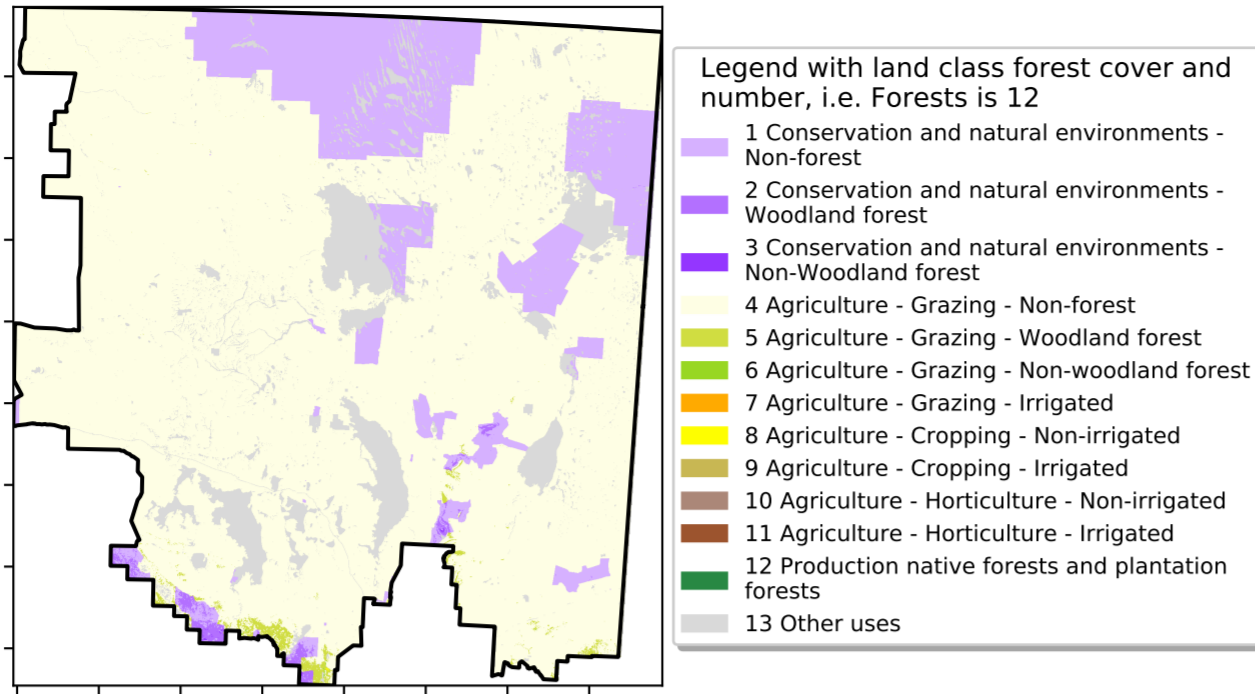 Legend with land class forest cover and
number, i.e. Forests is 12
1 Conservation and natural environments -
Non-forest
2 Conservation and natural environments -
Woodland forest
3 Conservation and natural environments -
Non-Woodland forest
4 Agriculture - Grazing - Non-forest
5 Agriculture - Grazing - Woodland forest
6 Agriculture - Grazing - Non-woodland forest
7 Agriculture - Grazing - Irrigated
8 Agriculture - Cropping - Non-irrigated
9 Agriculture - Cropping - Irrigated
10 Agriculture - Horticulture - Non-irrigated
11 Agriculture - Horticulture - Irrigated
12 Production native forests and plantation
forests
13 Other uses